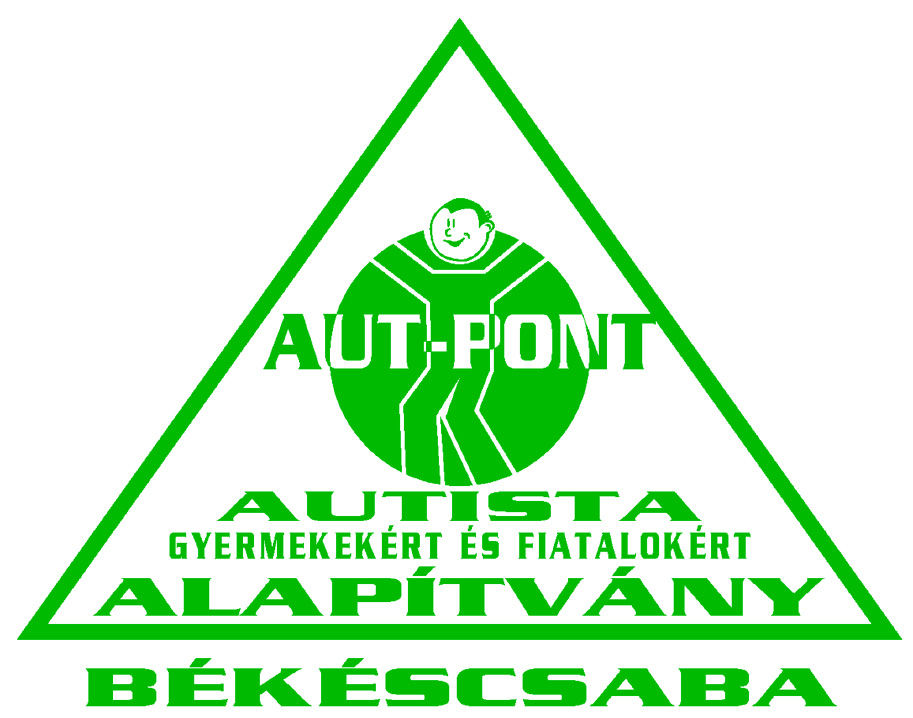 AUT-PONT
AUTISTA
GYERMEKEKÉRT ÉS FIATALOKÉRT
ALAPÍTVÁNY
BÉKÉSCSABA